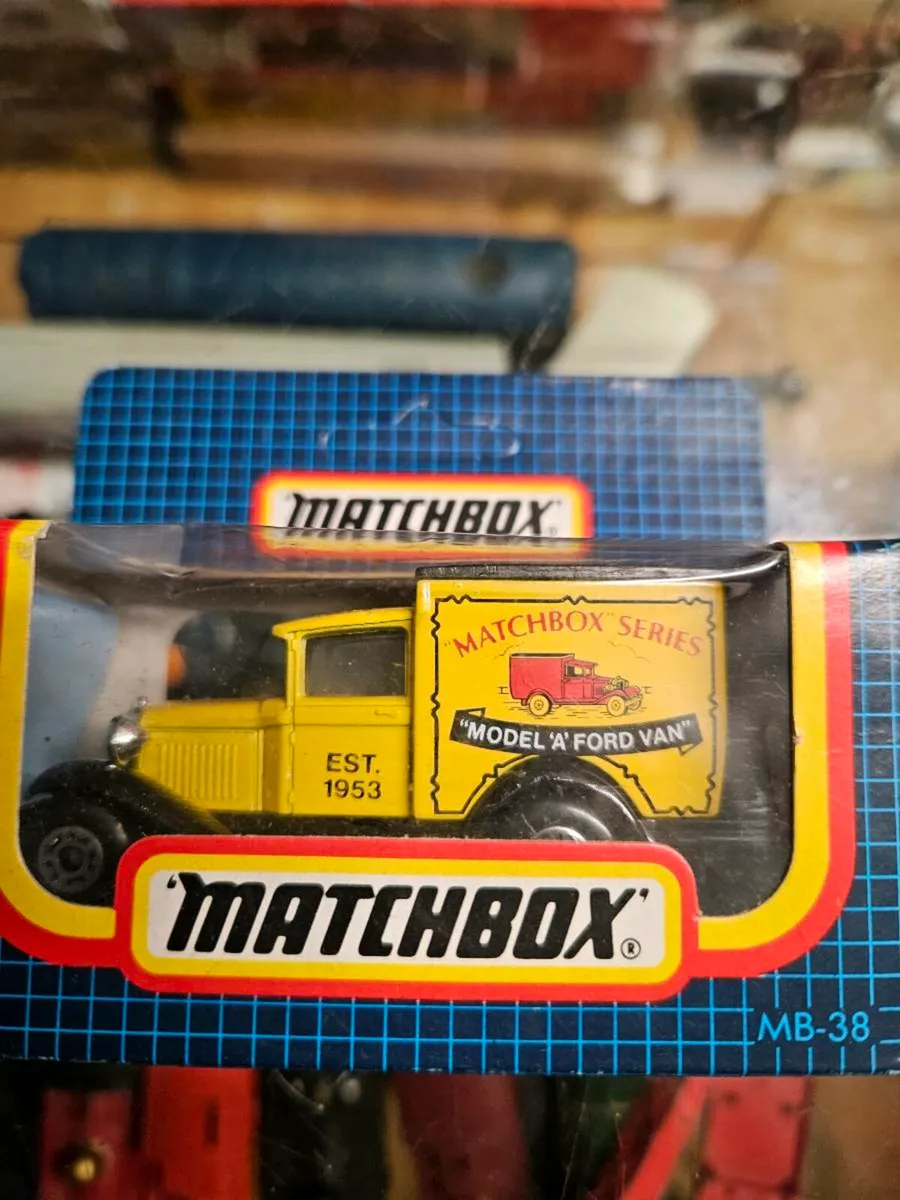 'MATCHBOX'®
"MATCHBOX" SERIES
"MODEL 'A' FORD VAN"
EST.
1953
'MATCHBOX'®
MB-38